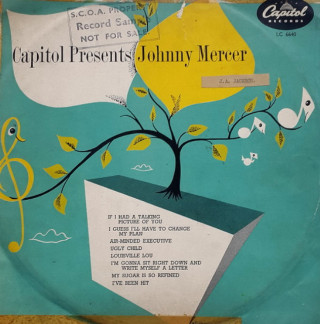 S.C.O.A. PROPE
Record Sam
NOT FOR SALE
Capitol
RECORDS
LC 6640
Capitol Presents Johnny Mercer
IF I HAD A TALKING
PICTURE OF YOU
I GUESS I'LL HAVE TO CHANGE
MY PLAN
AIR-MINDED EXECUTIVE
UGLY CHILD
LOUISVILLE LOU
I'M GONNA SIT RIGHT DOWN AND
WRITE MYSELF A LETTER
MY SUGAR IS SO REFINED
I'VE BEEN HIT